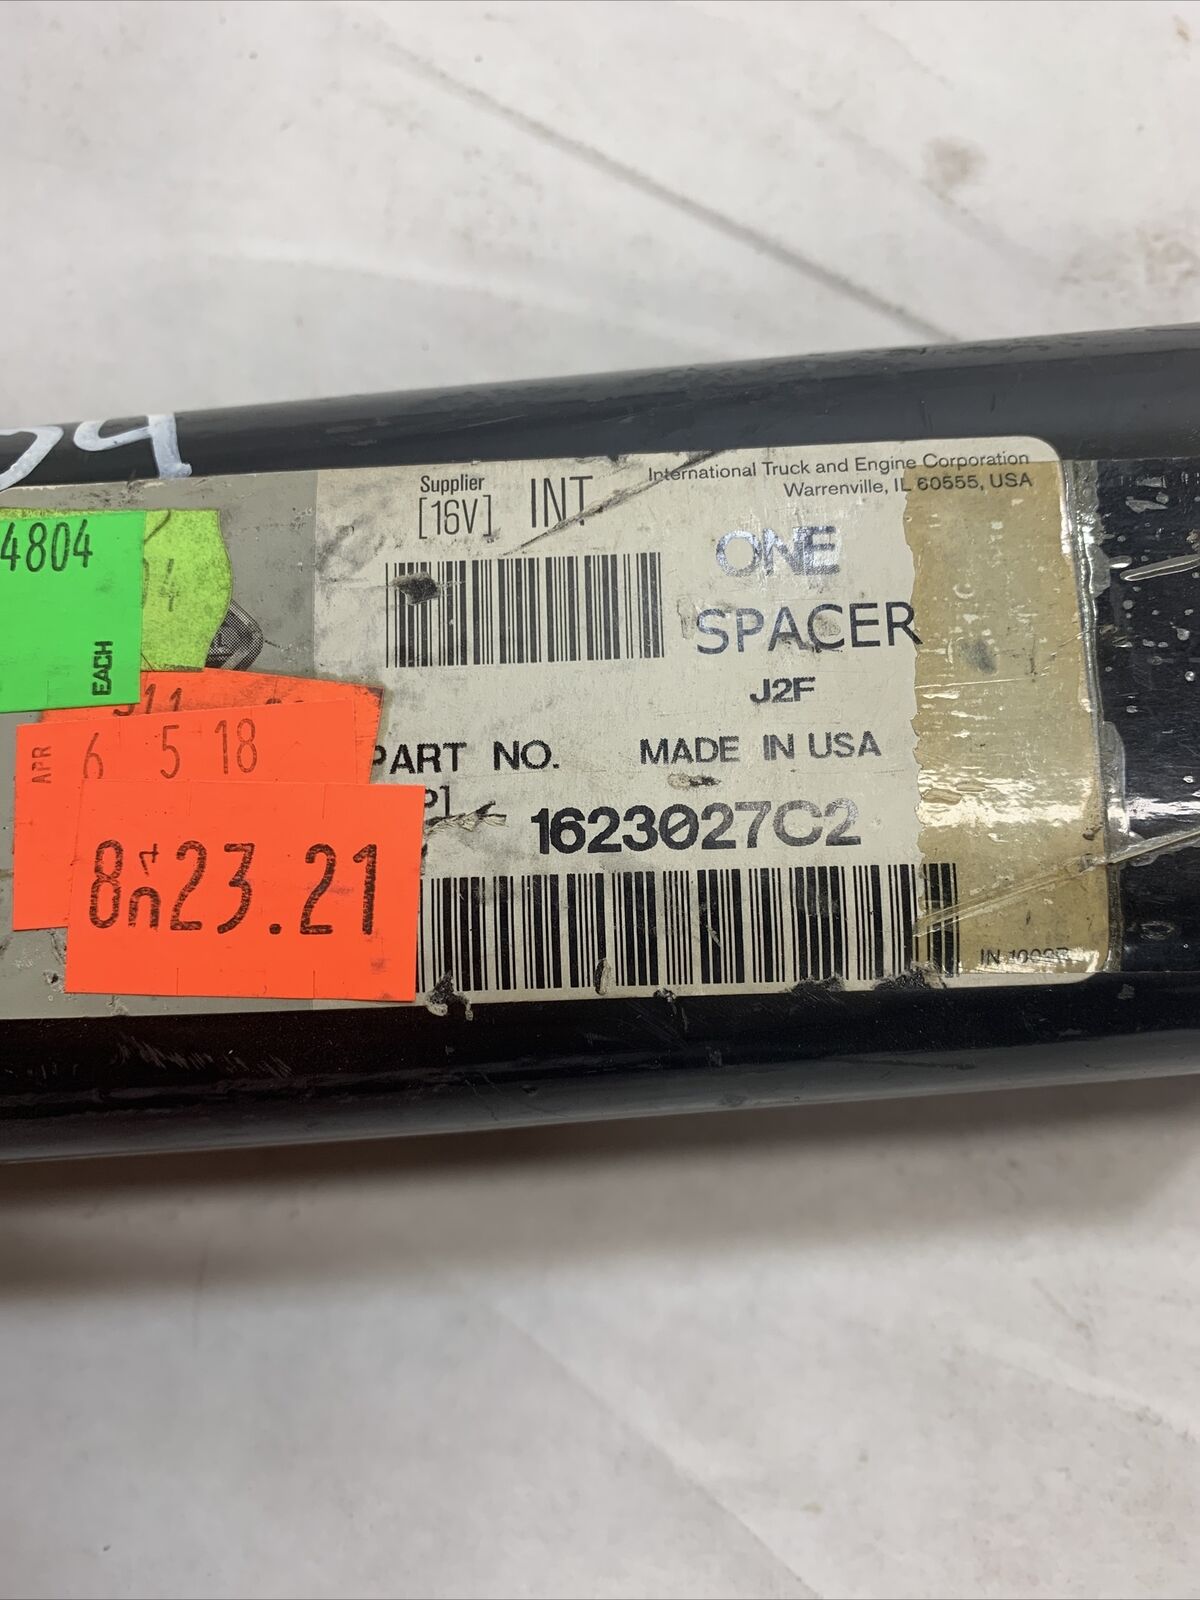 Supplier
[16V] INT
International Truck and Engine Corporation
Warrenville, IL 60555, USA
ONE
SPACER
J2F
4804
EACH
APR 6 5 18
PART NO.
MADE IN USA
P]
1623027C2
23.21